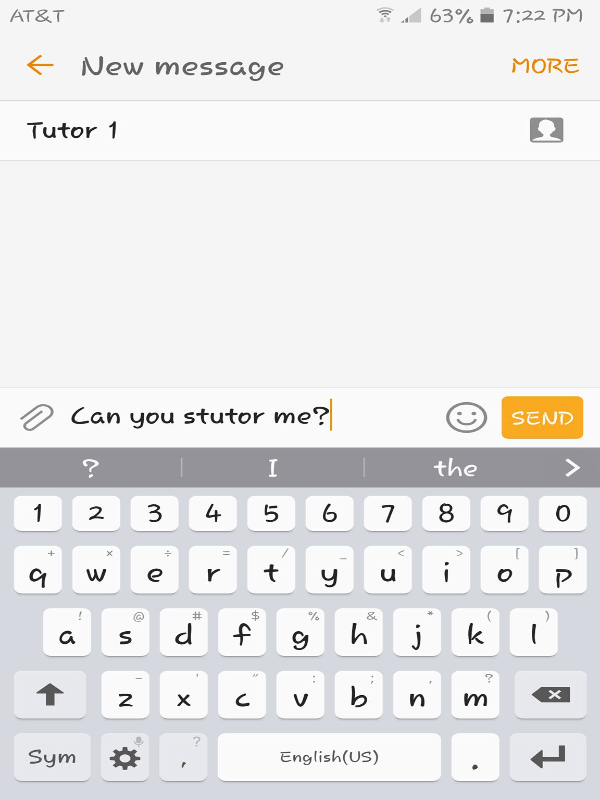 AT&T 63% 7:22 PM
New message MORE
Tutor 1
Can you stutor me? SEND
? I the
1 2 3 4 5 6 7 8 9 0
+ × ÷ = / _ < > [ ]
q w e r t y u i o p
! @ # $ % & * ( )
a s d f g h j k l
- ' " : ; , ?
z x c v b n m
?
Sym , English(US) .